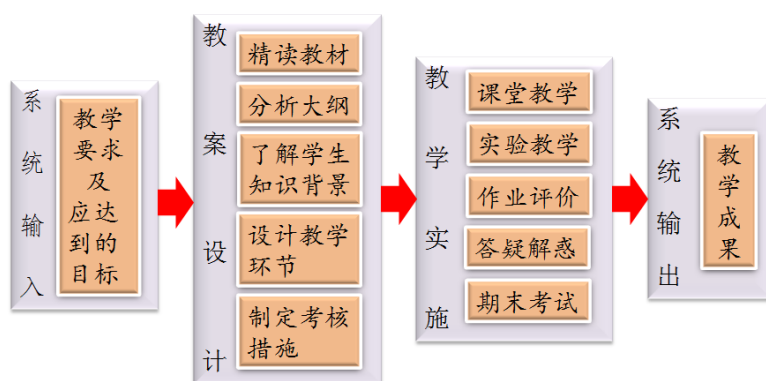 系统输入
教学
要求
及
应达
到的
目标
教案设计
精读教材
分析大纲
了解学生
知识背景
设计教学
环节
制定考核
措施
教学实施
课堂教学
实验教学
作业评价
答疑解惑
期末考试
系统输出
教学成果